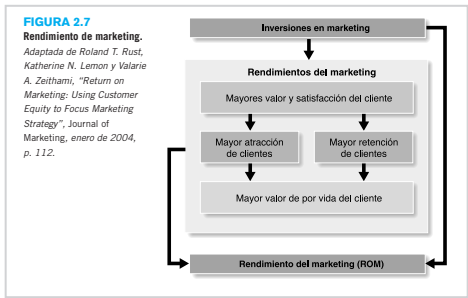 FIGURA 2.7
Rendimiento de marketing.
Adaptada de Roland T. Rust,
Katherine N. Lemon y Valarie
A. Zeithami, “Return on
Marketing: Using Customer
Equity to Focus Marketing
Strategy”, Journal of
Marketing, enero de 2004,
p. 112.
Inversiones en marketing
Rendimientos del marketing
Mayores valor y satisfacción del cliente
Mayor atracción
de clientes
Mayor retención
de clientes
Mayor valor de por vida del cliente
Rendimiento del marketing (ROM)